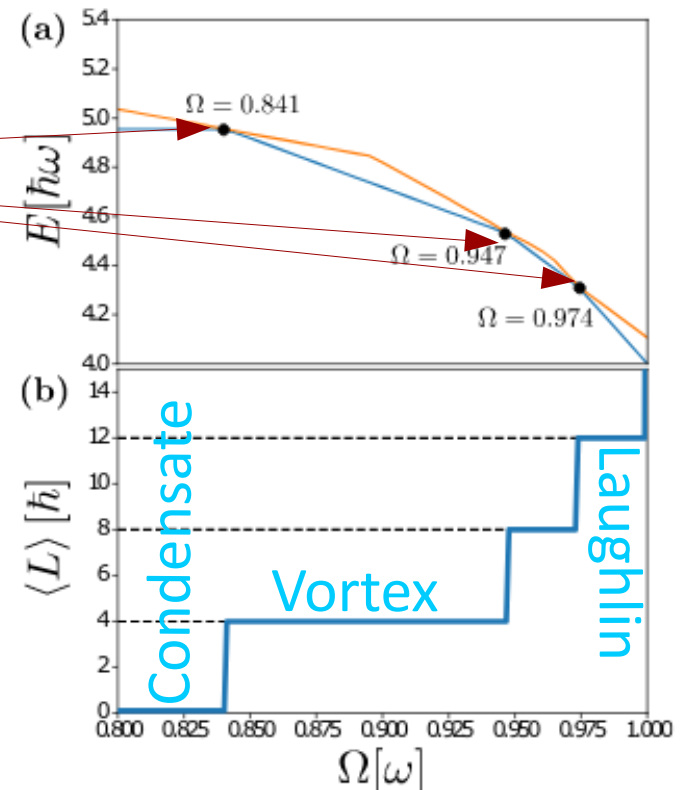 (a)
5.4
5.2
5.0
4.8
4.6
4.4
4.2
4.0
E[ħω]
Ω = 0.841
Ω = 0.947
Ω = 0.974
(b)
14
12
10
8
6
4
2
0
⟨L⟩ [ħ]
Condensate
Vortex
Laughlin
0.800 0.825 0.850 0.875 0.900 0.925 0.950 0.975 1.000
Ω[ω]